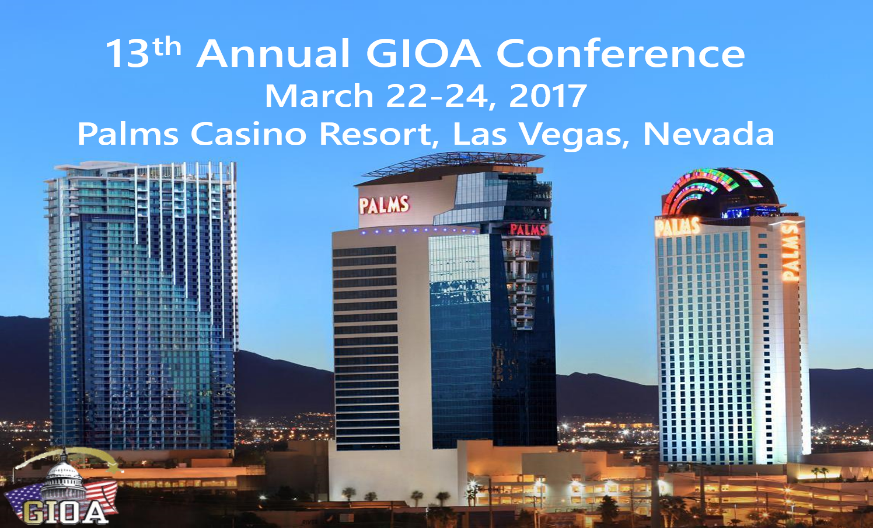 13th Annual GIOA Conference
March 22-24, 2017
Palms Casino Resort, Las Vegas, Nevada
PALMS
PALMS
PALMS
PALMS
GIOA